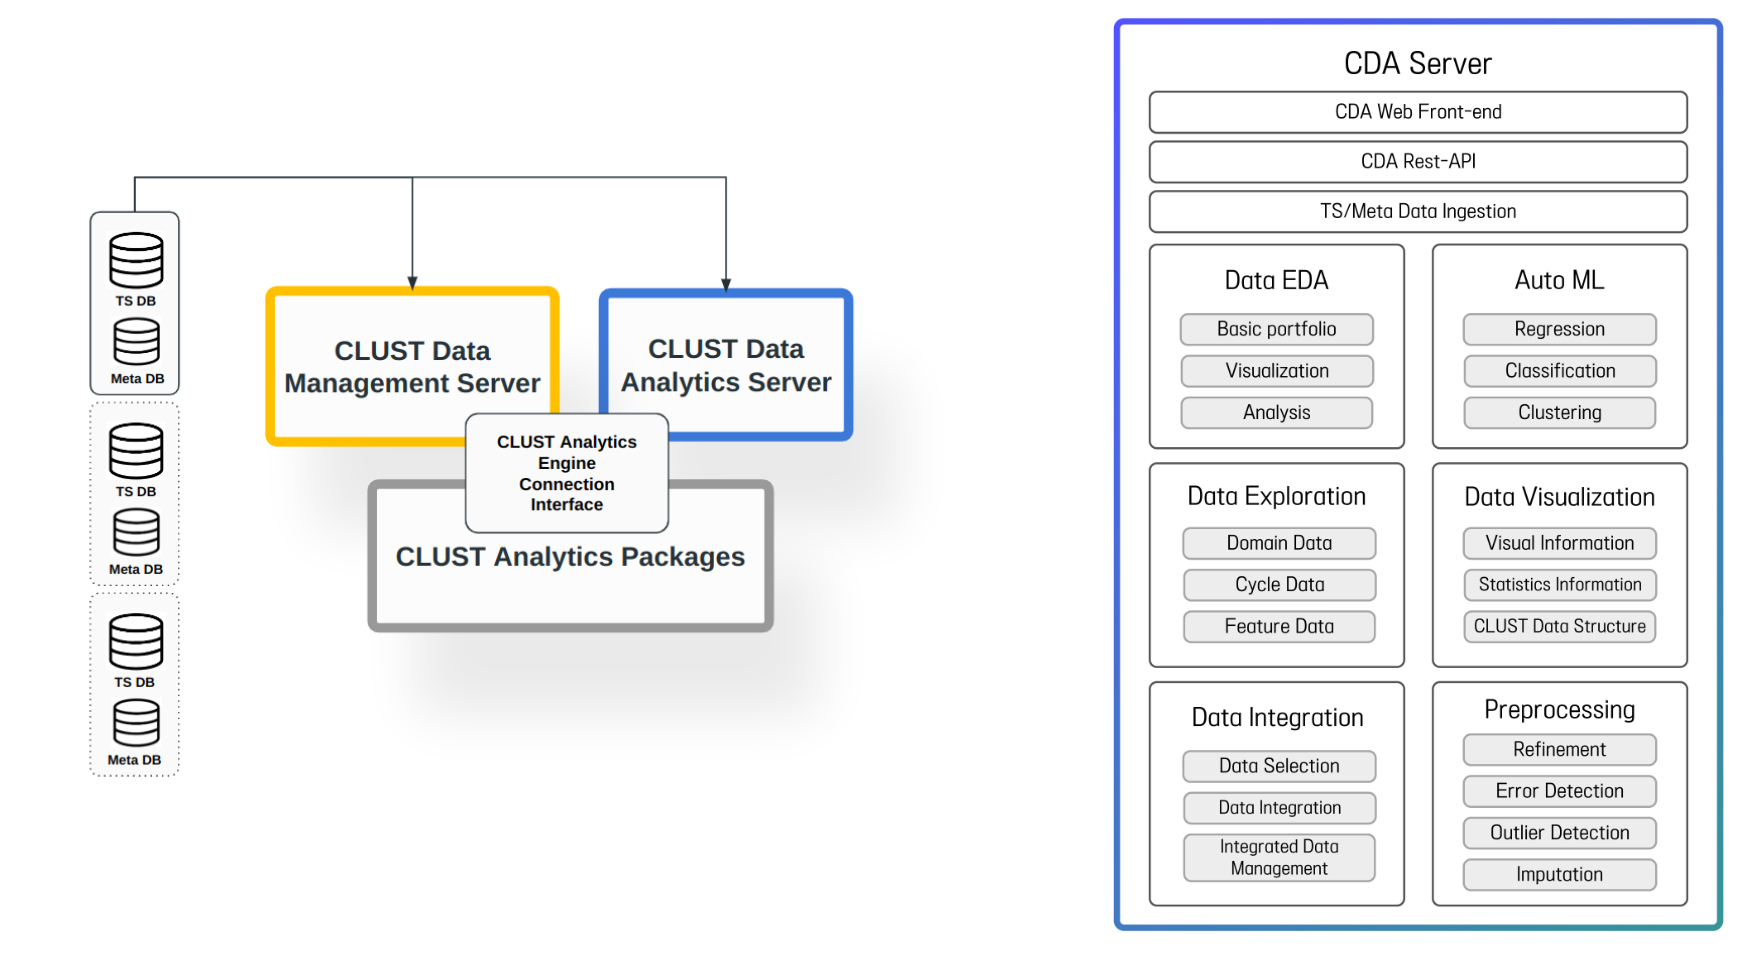 TS DB
Meta DB
TS DB
Meta DB
TS DB
Meta DB
CLUST Data
Management Server
CLUST Data
Analytics Server
CLUST Analytics
Engine
Connection
Interface
CLUST Analytics Packages
CDA Server
CDA Web Front-end
CDA Rest-API
TS/Meta Data Ingestion
Data EDA
Basic portfolio
Visualization
Analysis
Auto ML
Regression
Classification
Clustering
Data Exploration
Domain Data
Cycle Data
Feature Data
Data Visualization
Visual Information
Statistics Information
CLUST Data Structure
Data Integration
Data Selection
Data Integration
Integrated Data
Management
Preprocessing
Refinement
Error Detection
Outlier Detection
Imputation